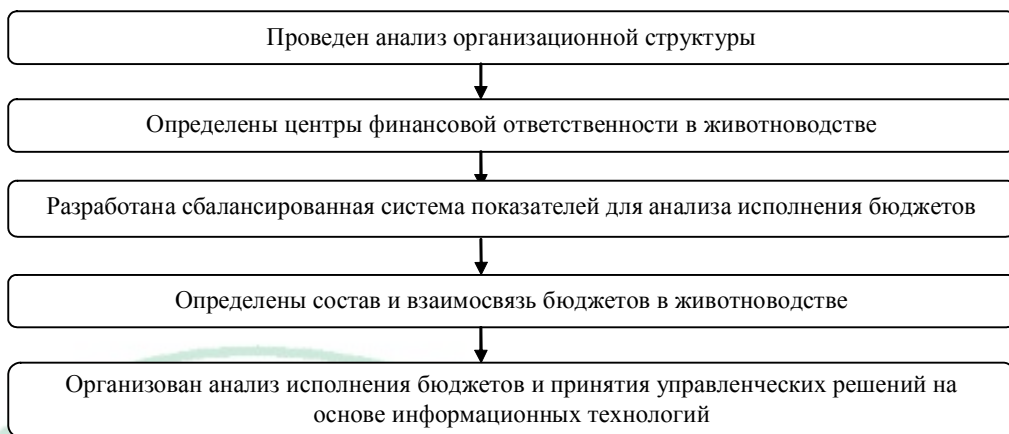 Проведен анализ организационной структуры
Определены центры финансовой ответственности в животноводстве
Разработана сбалансированная система показателей для анализа исполнения бюджетов
Определены состав и взаимосвязь бюджетов в животноводстве
Организован анализ исполнения бюджетов и принятия управленческих решений на
основе информационных технологий